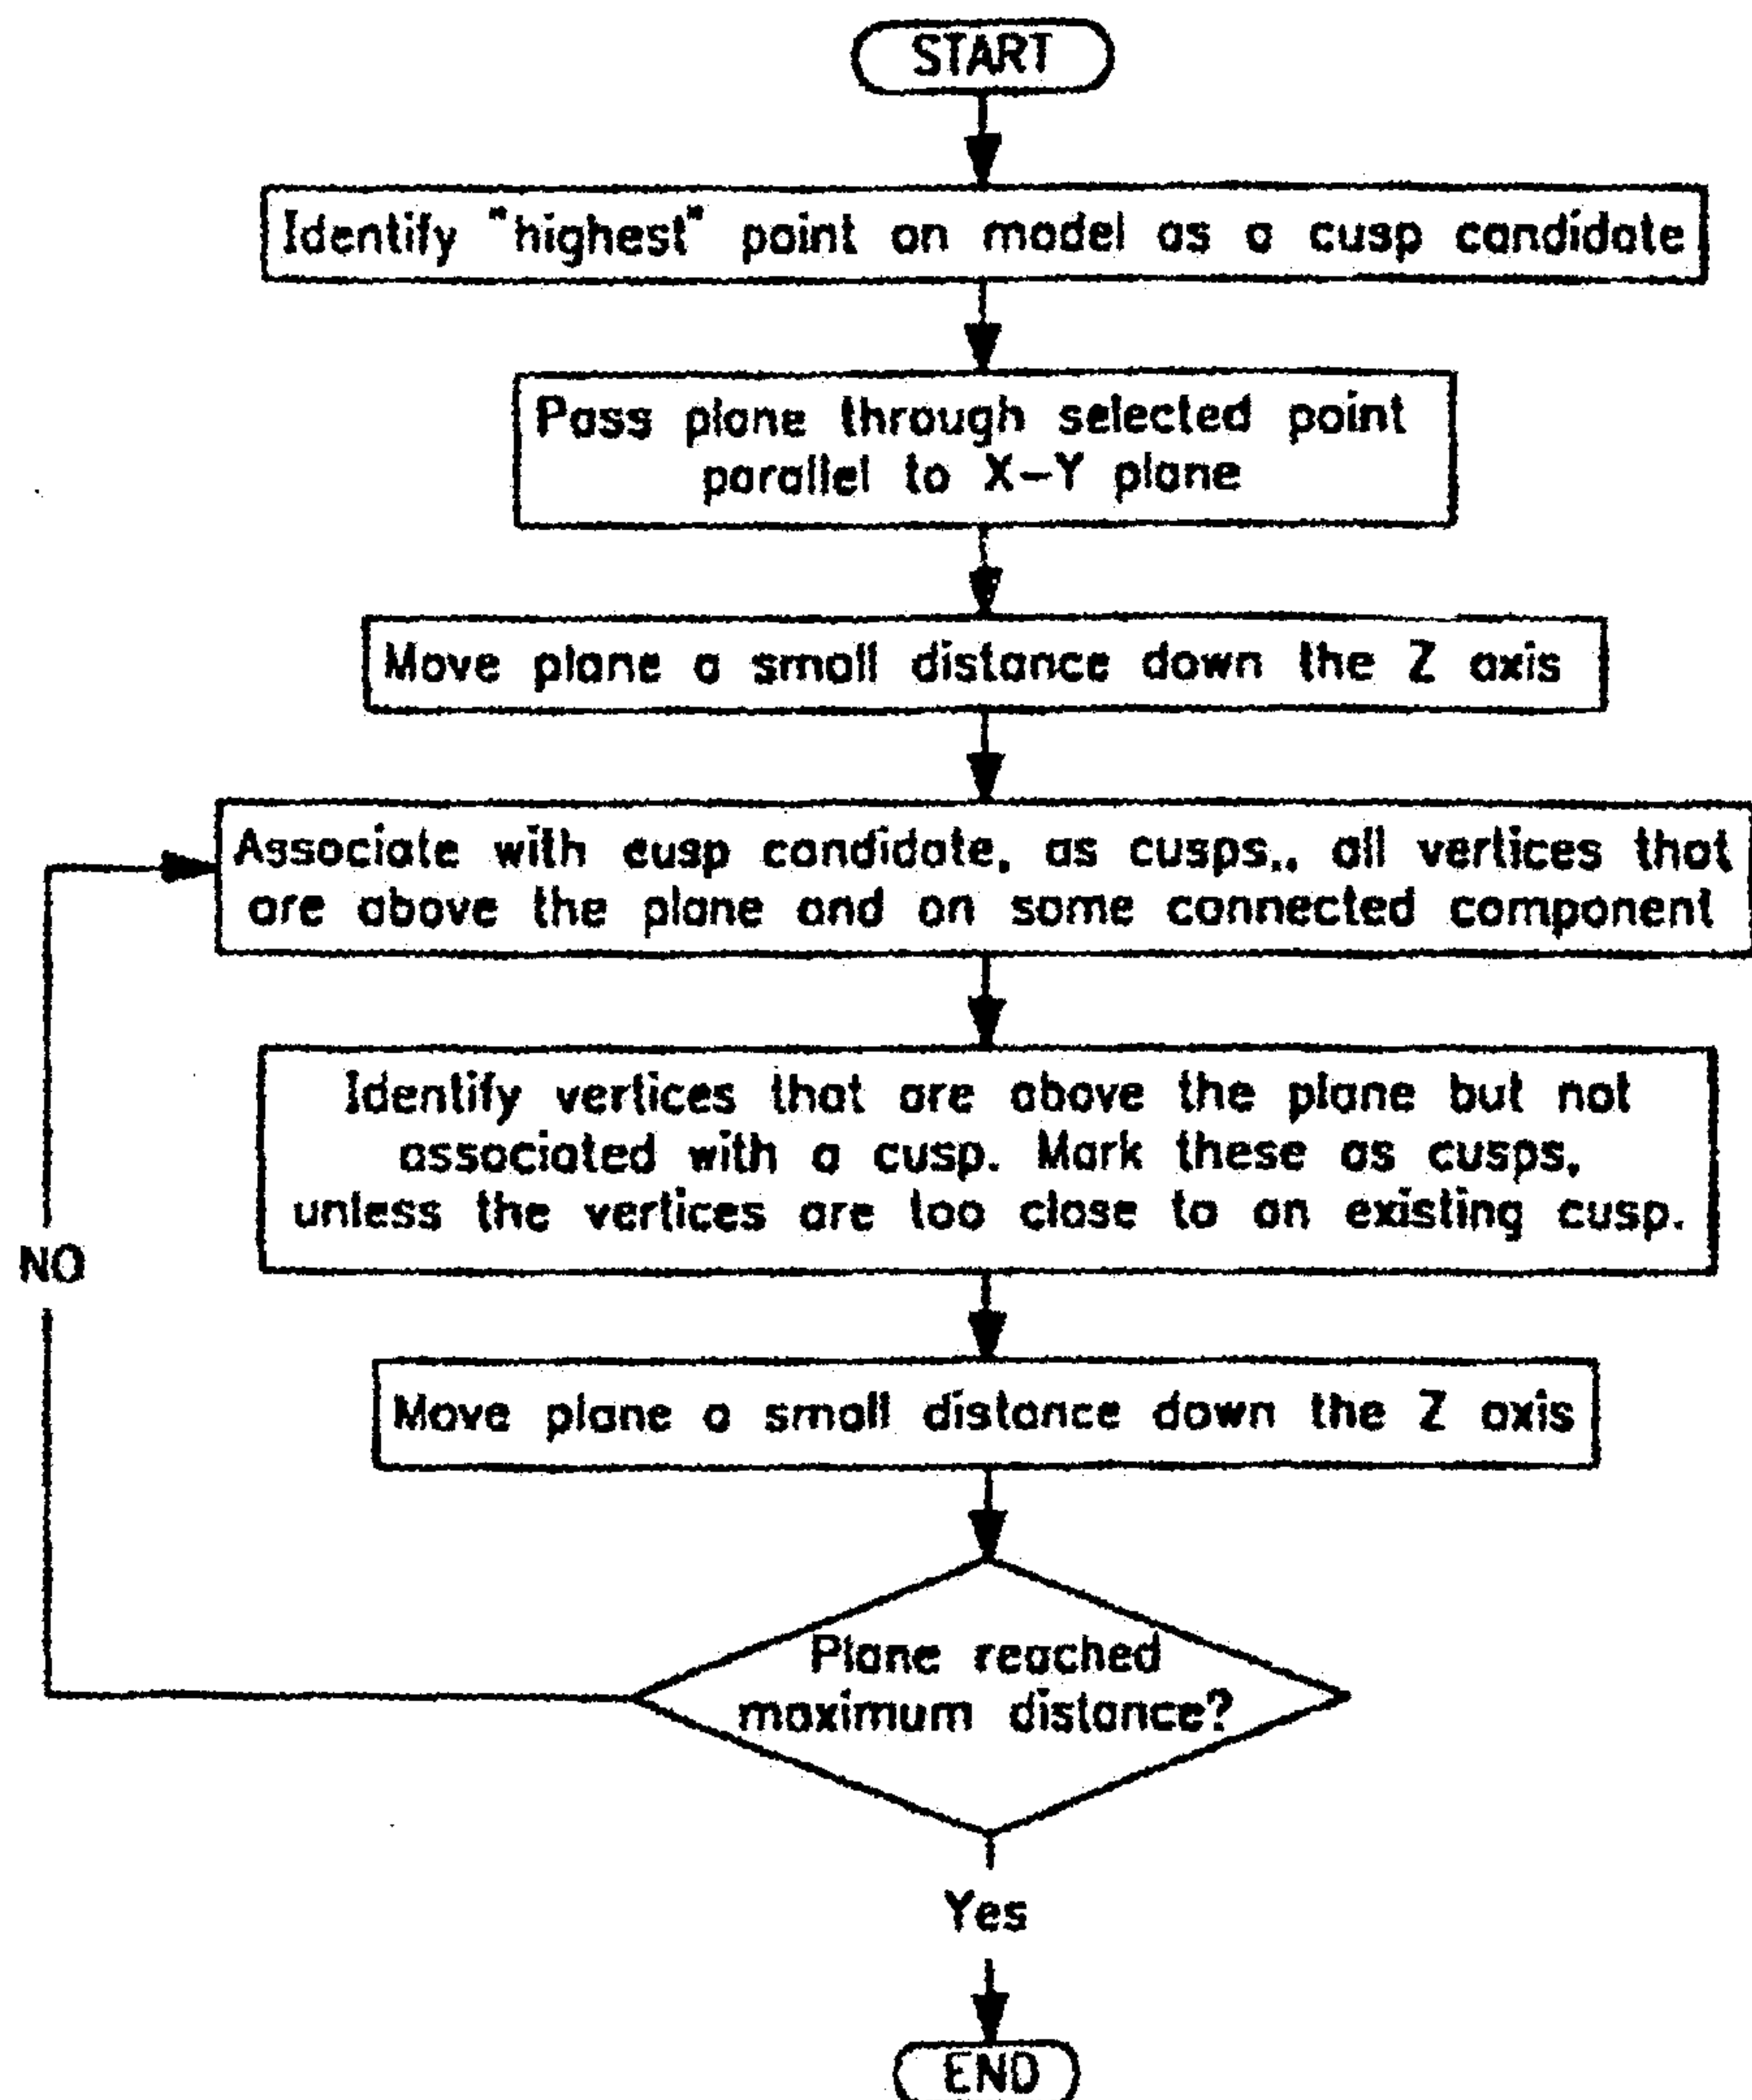 START
Identify "highest" point on model as a cusp candidate
Pass plane through selected point
parallel to X-Y plane
Move plane a small distance down the Z axis
Associate with cusp candidate, as cusps,, all vertices that
are above the plane and on same connected component
Identify vertices that are above the plane but not
associated with a cusp. Mark these as cusps,
unless the vertices are too close to an existing cusp.
Move plane a small distance down the Z axis
Plane reached
maximum distance?
NO
Yes
END